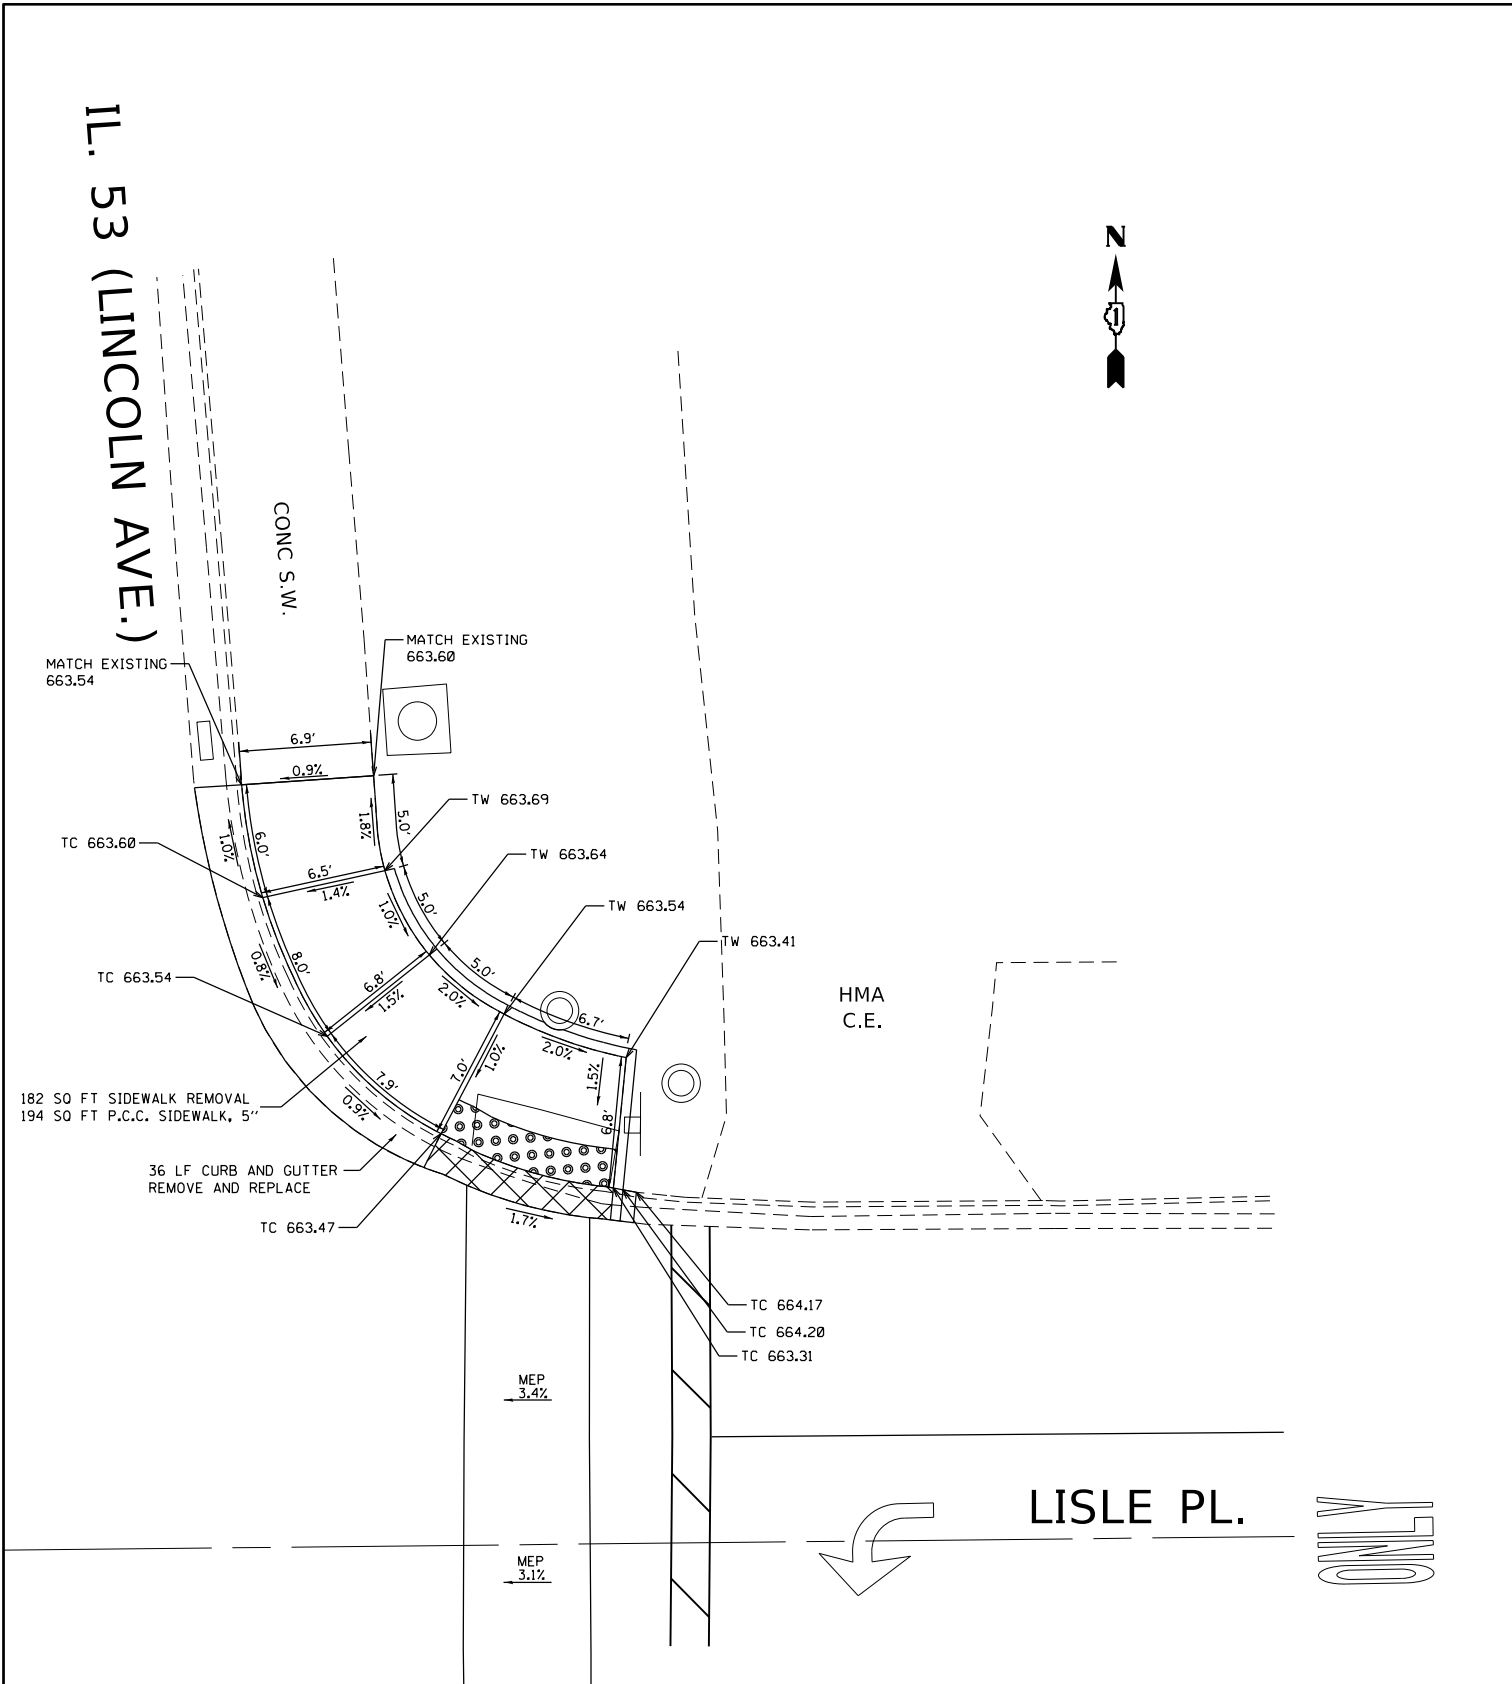 IL. 53 (LINCOLN AVE.)
N
1
CONC S.W.
MATCH EXISTING
663.54
MATCH EXISTING
663.60
6.9'
0.9%
TW 663.69
TC 663.60
1.0%
6.0'
1.8%
5.0'
6.5'
1.4%
TW 663.64
1.0%
5.0'
TW 663.54
TW 663.41
TC 663.54
0.8%
8.0'
6.8'
1.5%
2.0%
5.0'
6.7'
2.0%
HMA
C.E.
182 SQ FT SIDEWALK REMOVAL
194 SQ FT P.C.C. SIDEWALK, 5"
7.9'
0.9%
7.0'
1.0%
1.5%
6.8'
36 LF CURB AND GUTTER
REMOVE AND REPLACE
TC 663.47
1.7%
TC 664.17
TC 664.20
TC 663.31
MEP
3.4%
LISLE PL.
ONLY
MEP
3.1%